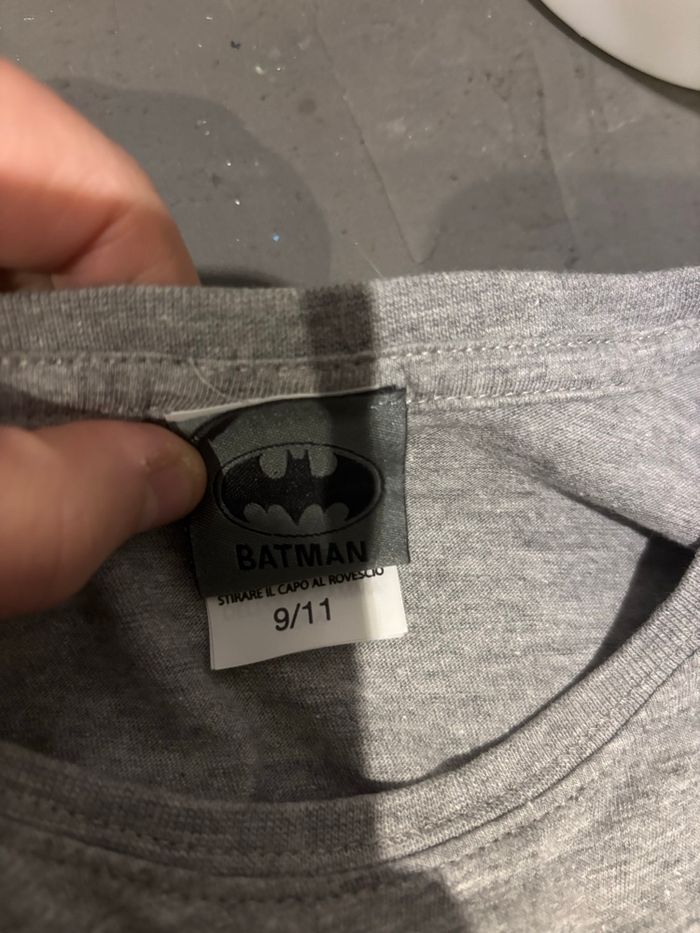 BATMAN
STIRARE IL CAPO AL ROVESCIO
9/11